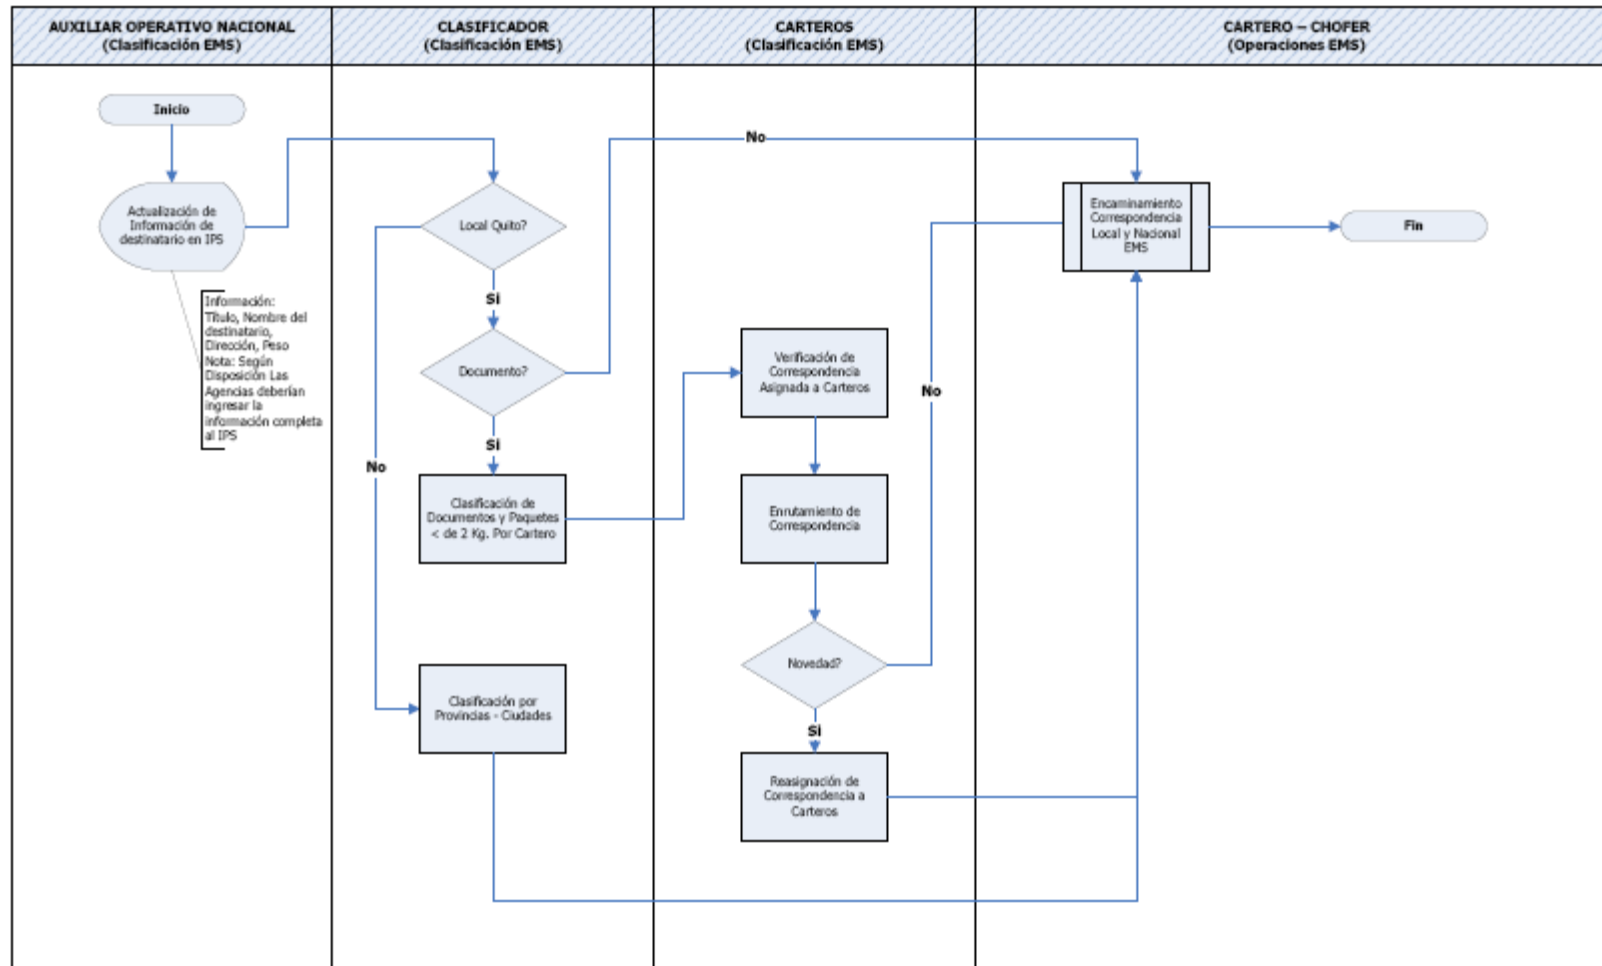 AUXILIAR OPERATIVO NACIONAL
(Clasificación EMS)
CLASIFICADOR
(Clasificación EMS)
CARTEROS
(Clasificación EMS)
CARTERO – CHOFER
(Operaciones EMS)
Inicio
Actualización de
Información de
destinatario en IPS
Información:
Título, Nombre del
destinatario,
Dirección, Peso
Nota: Según
Disposición Las
Agencias deberían
ingresar la
información completa
al IPS
Local Quito?
Si
No
Documento?
Si
No
Clasificación de
Documentos y Paquetes
< de 2 Kg. Por Cartero
Clasificación por
Provincias - Ciudades
Verificación de
Correspondencia
Asignada a Carteros
Enrutamiento de
Correspondencia
Novedad?
Si
No
Reasignación de
Correspondencia a
Carteros
Encaminamiento
Correspondencia
Local y Nacional
EMS
Fin